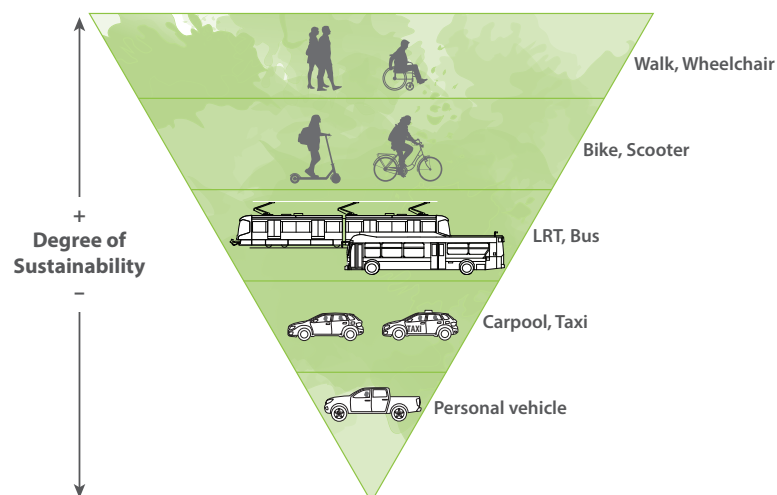 Walk, Wheelchair
Bike, Scooter
+
Degree of
Sustainability
–
LRT, Bus
Carpool, Taxi
TAXI
Personal vehicle